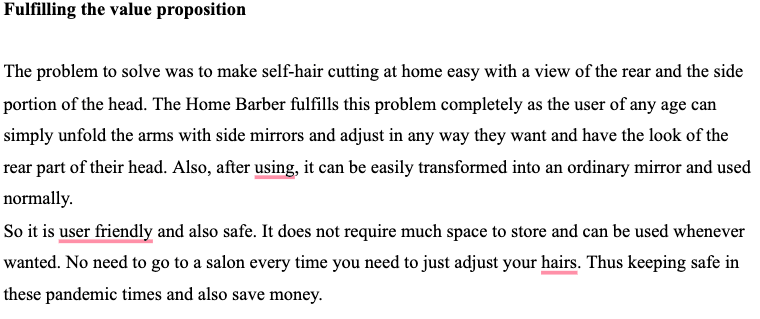 Fulfilling the value proposition
The problem to solve was to make self-hair cutting at home easy with a view of the rear and the side
portion of the head. The Home Barber fulfills this problem completely as the user of any age can
simply unfold the arms with side mirrors and adjust in any way they want and have the look of the
rear part of their head. Also, after using, it can be easily transformed into an ordinary mirror and used
normally.
So it is user friendly and also safe. It does not require much space to store and can be used whenever
wanted. No need to go to a salon every time you need to just adjust your hairs. Thus keeping safe in
these pandemic times and also save money.